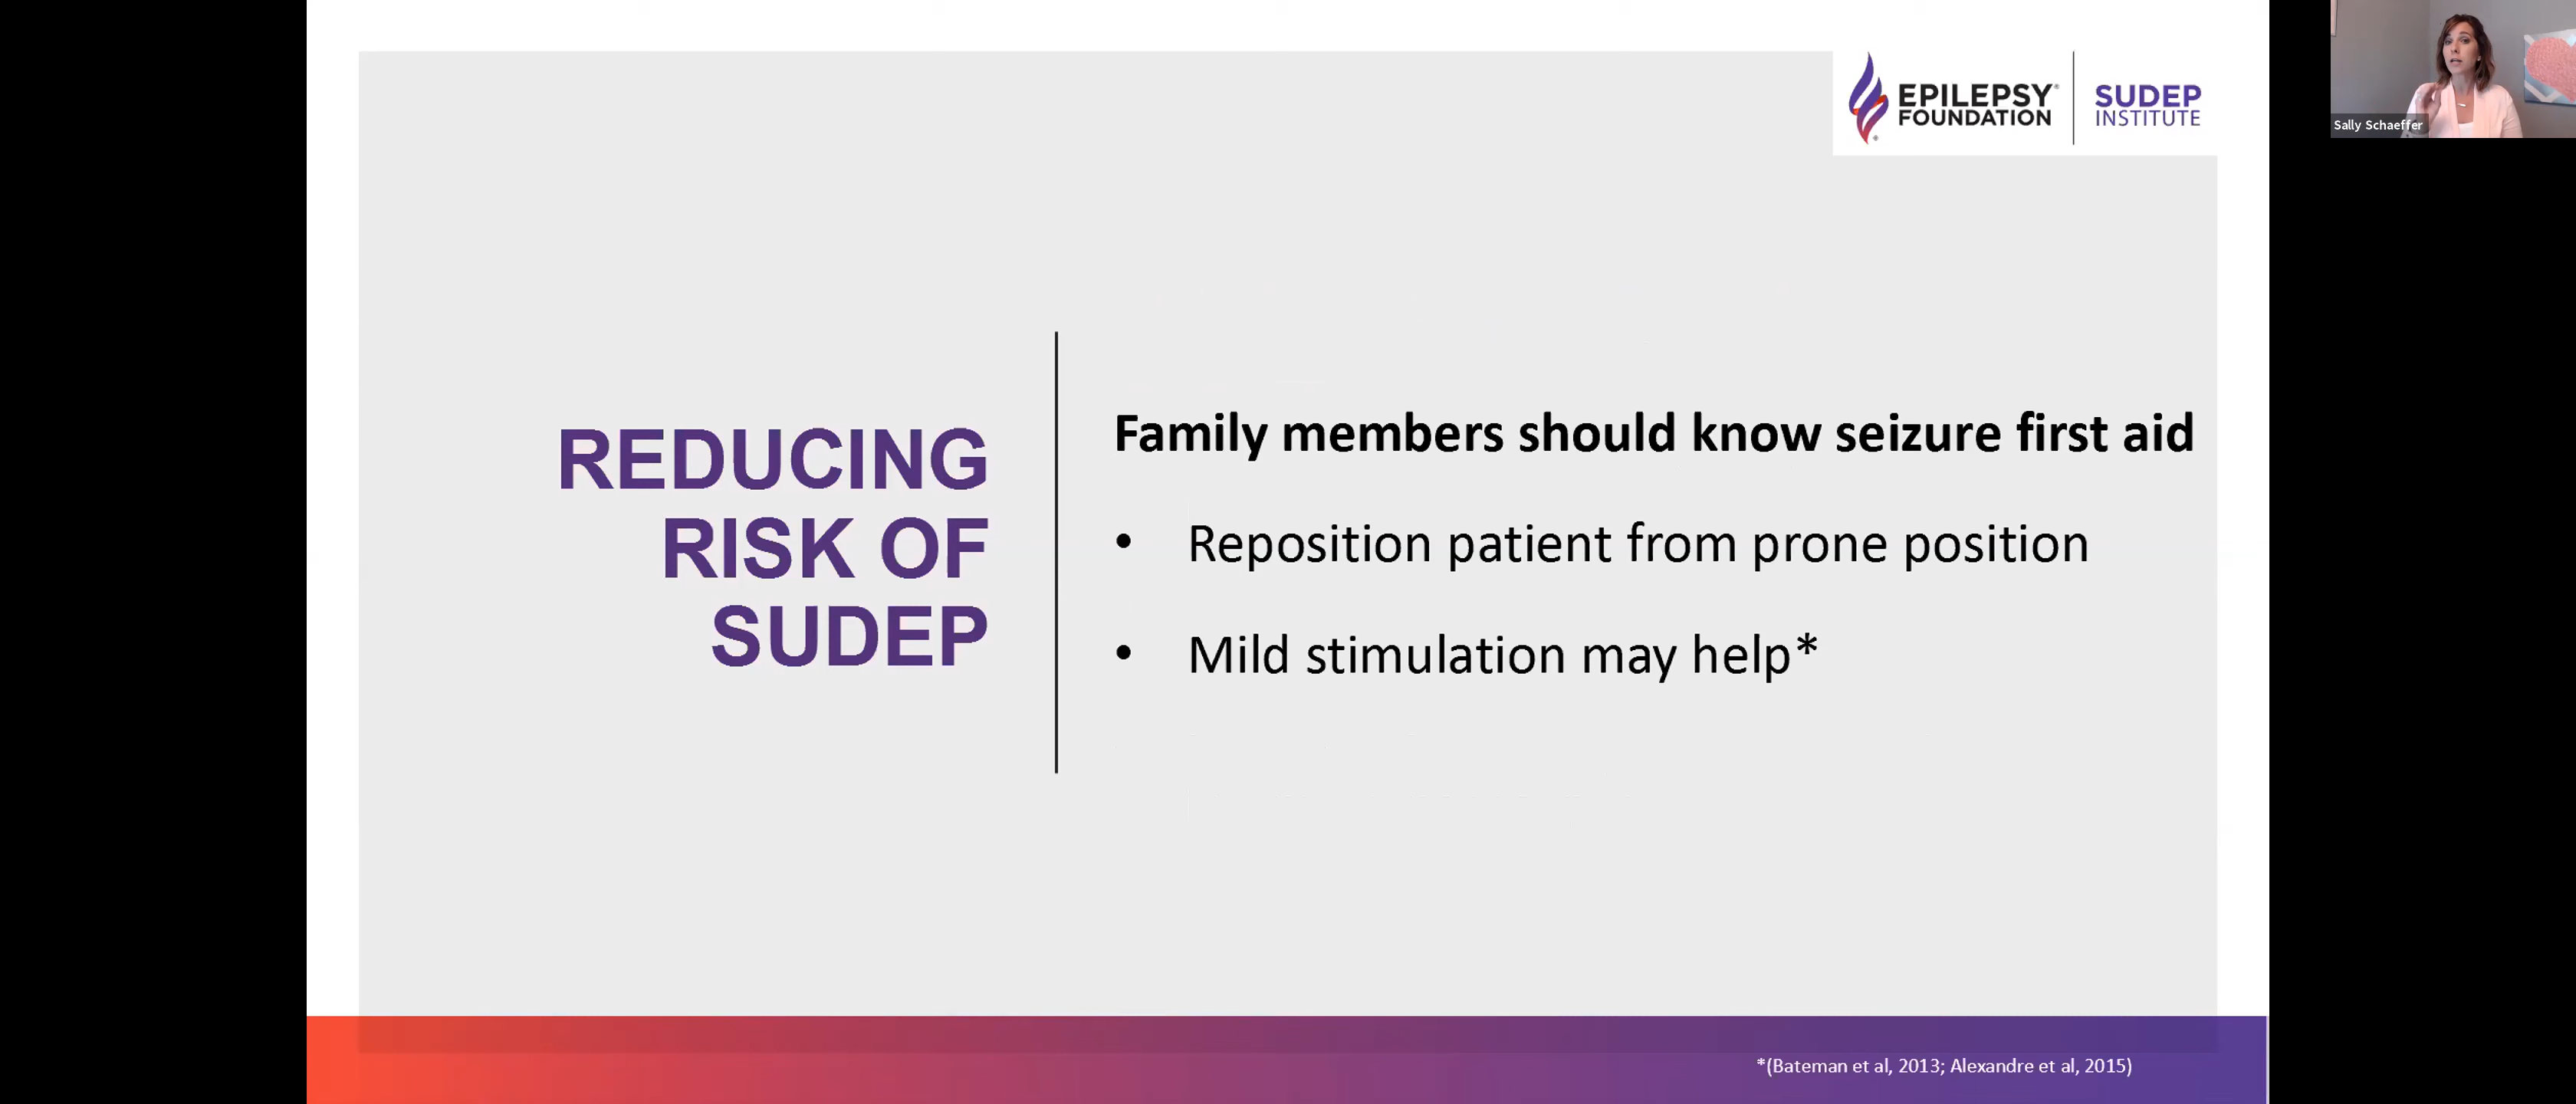 EPILEPSY®
FOUNDATION
SUDEP
INSTITUTE
Sally Schaeffer
REDUCING
RISK OF
SUDEP
Family members should know seizure first aid
• Reposition patient from prone position
• Mild stimulation may help*
*(Bateman et al, 2013; Alexandre et al, 2015)